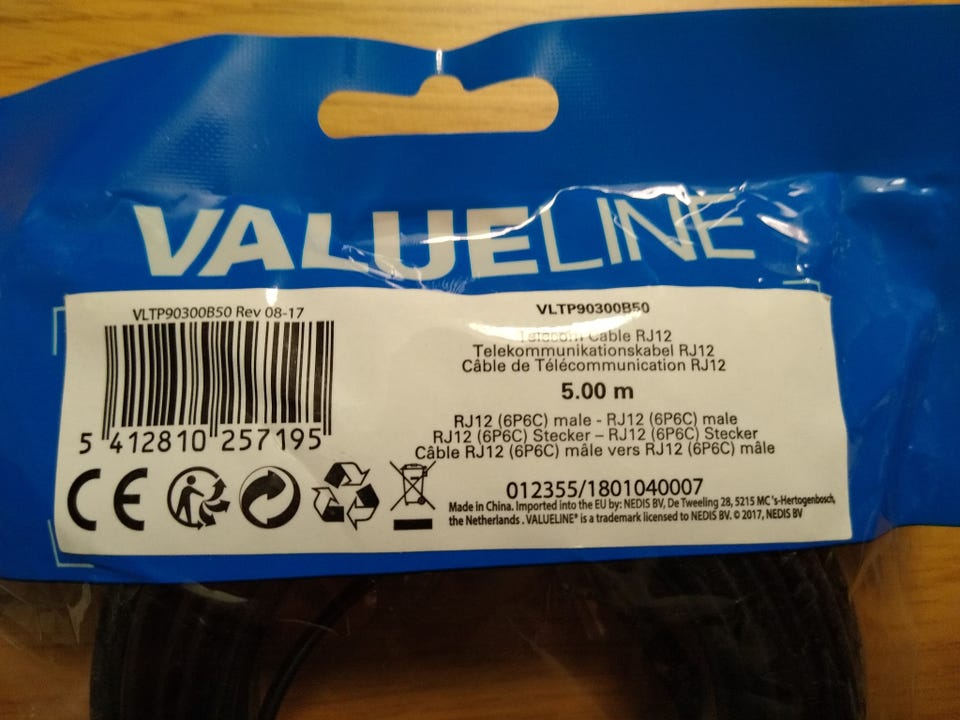 VALUELINE
VLTP90300B50 Rev 08-17
5 412810 257195
CE
VLTP90300B50
Telecom Cable RJ12
Telekommunikationskabel RJ12
Câble de Télécommunication RJ12
5.00 m
RJ12 (6P6C) male - RJ12 (6P6C) male
RJ12 (6P6C) Stecker – RJ12 (6P6C) Stecker
Câble RJ12 (6P6C) mâle vers RJ12 (6P6C) mâle
012355/1801040007
Made in China. Imported into the EU by: NEDIS BV, De Tweeling 28, 5215 MC 's-Hertogenbosch,
the Netherlands . VALUELINE® is a trademark licensed to NEDIS BV. © 2017, NEDIS BV